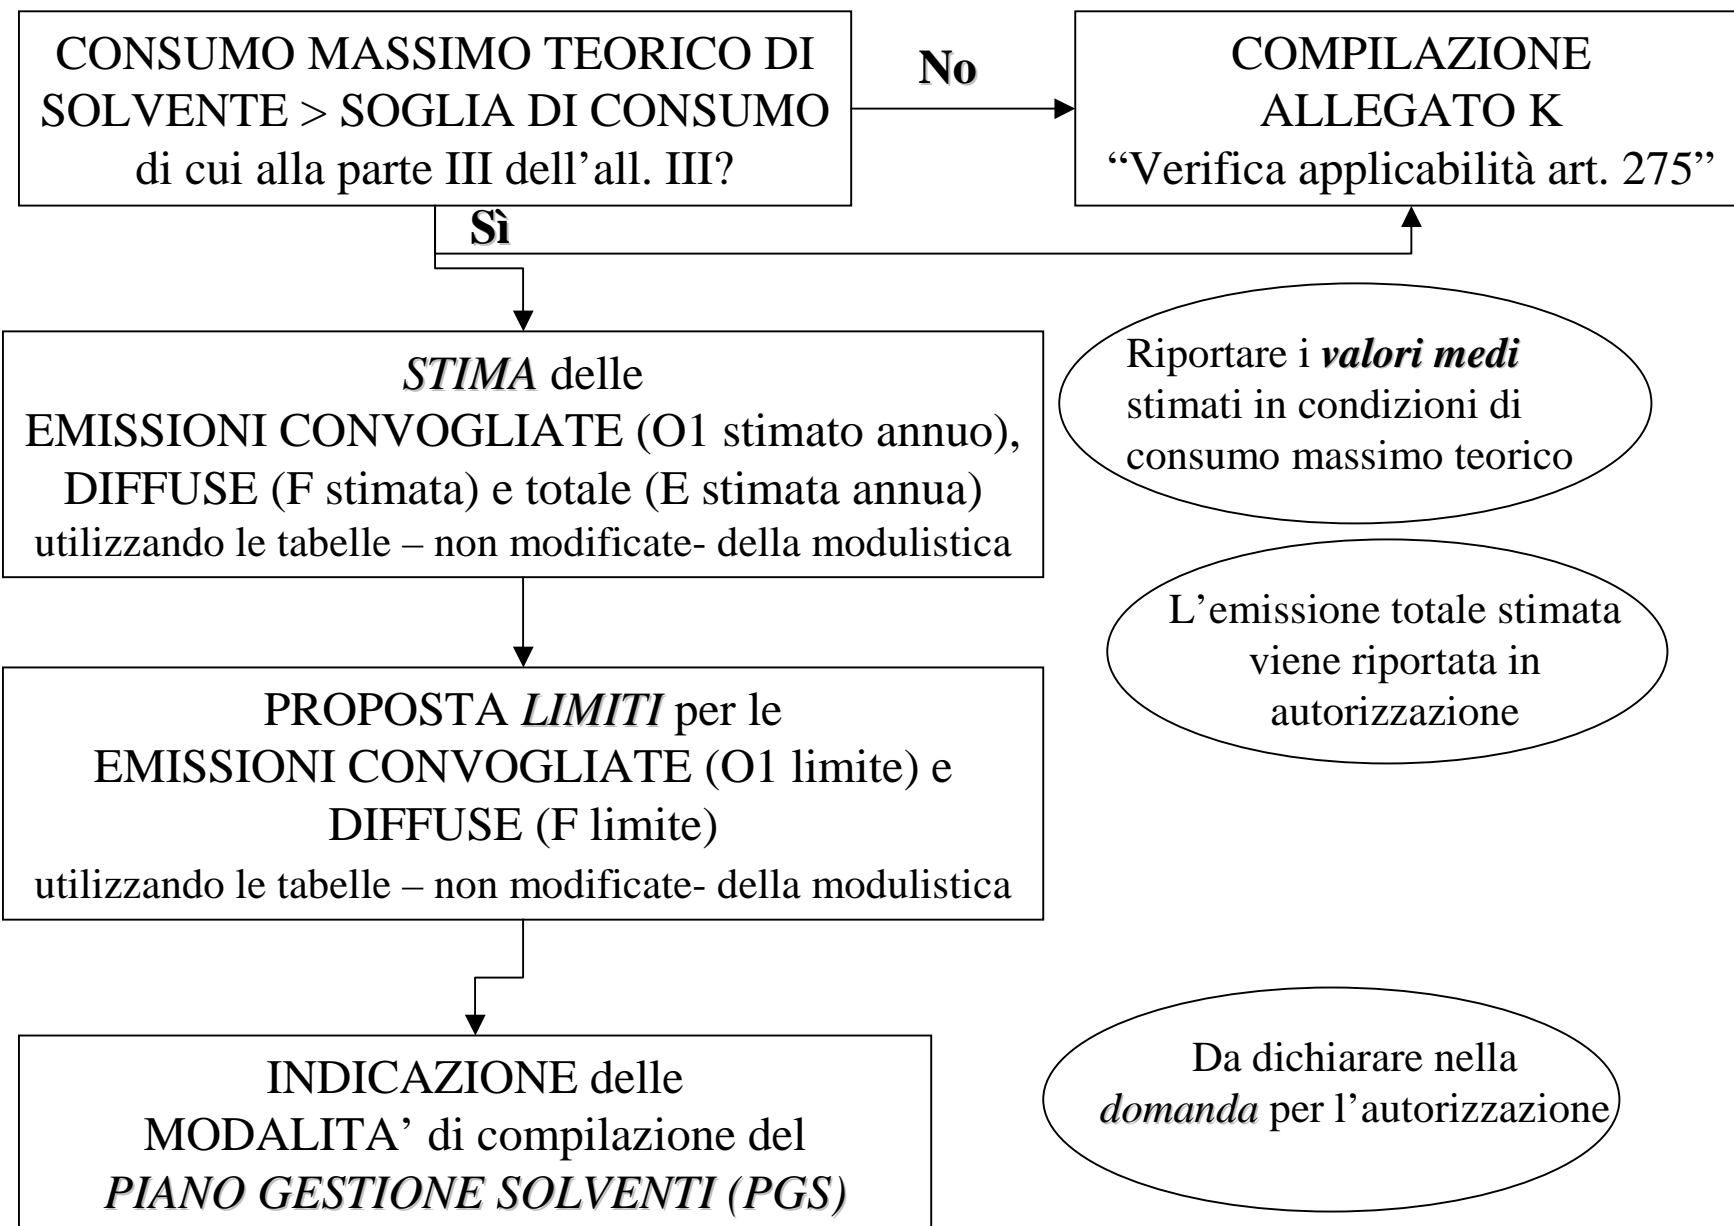 CONSUMO MASSIMO TEORICO DI
SOLVENTE > SOGLIA DI CONSUMO
di cui alla parte III dell’all. III?
No
COMPILAZIONE
ALLEGATO K
“Verifica applicabilità art. 275”
Sì
STIMA delle
EMISSIONI CONVOGLIATE (O1 stimato annuo),
DIFFUSE (F stimata) e totale (E stimata annua)
utilizzando le tabelle – non modificate- della modulistica
Riportare i valori medi
stimati in condizioni di
consumo massimo teorico
L’emissione totale stimata
viene riportata in
autorizzazione
PROPOSTA LIMITI per le
EMISSIONI CONVOGLIATE (O1 limite) e
DIFFUSE (F limite)
utilizzando le tabelle – non modificate- della modulistica
INDICAZIONE delle
MODALITA’ di compilazione del
PIANO GESTIONE SOLVENTI (PGS)
Da dichiarare nella
domanda per l’autorizzazione